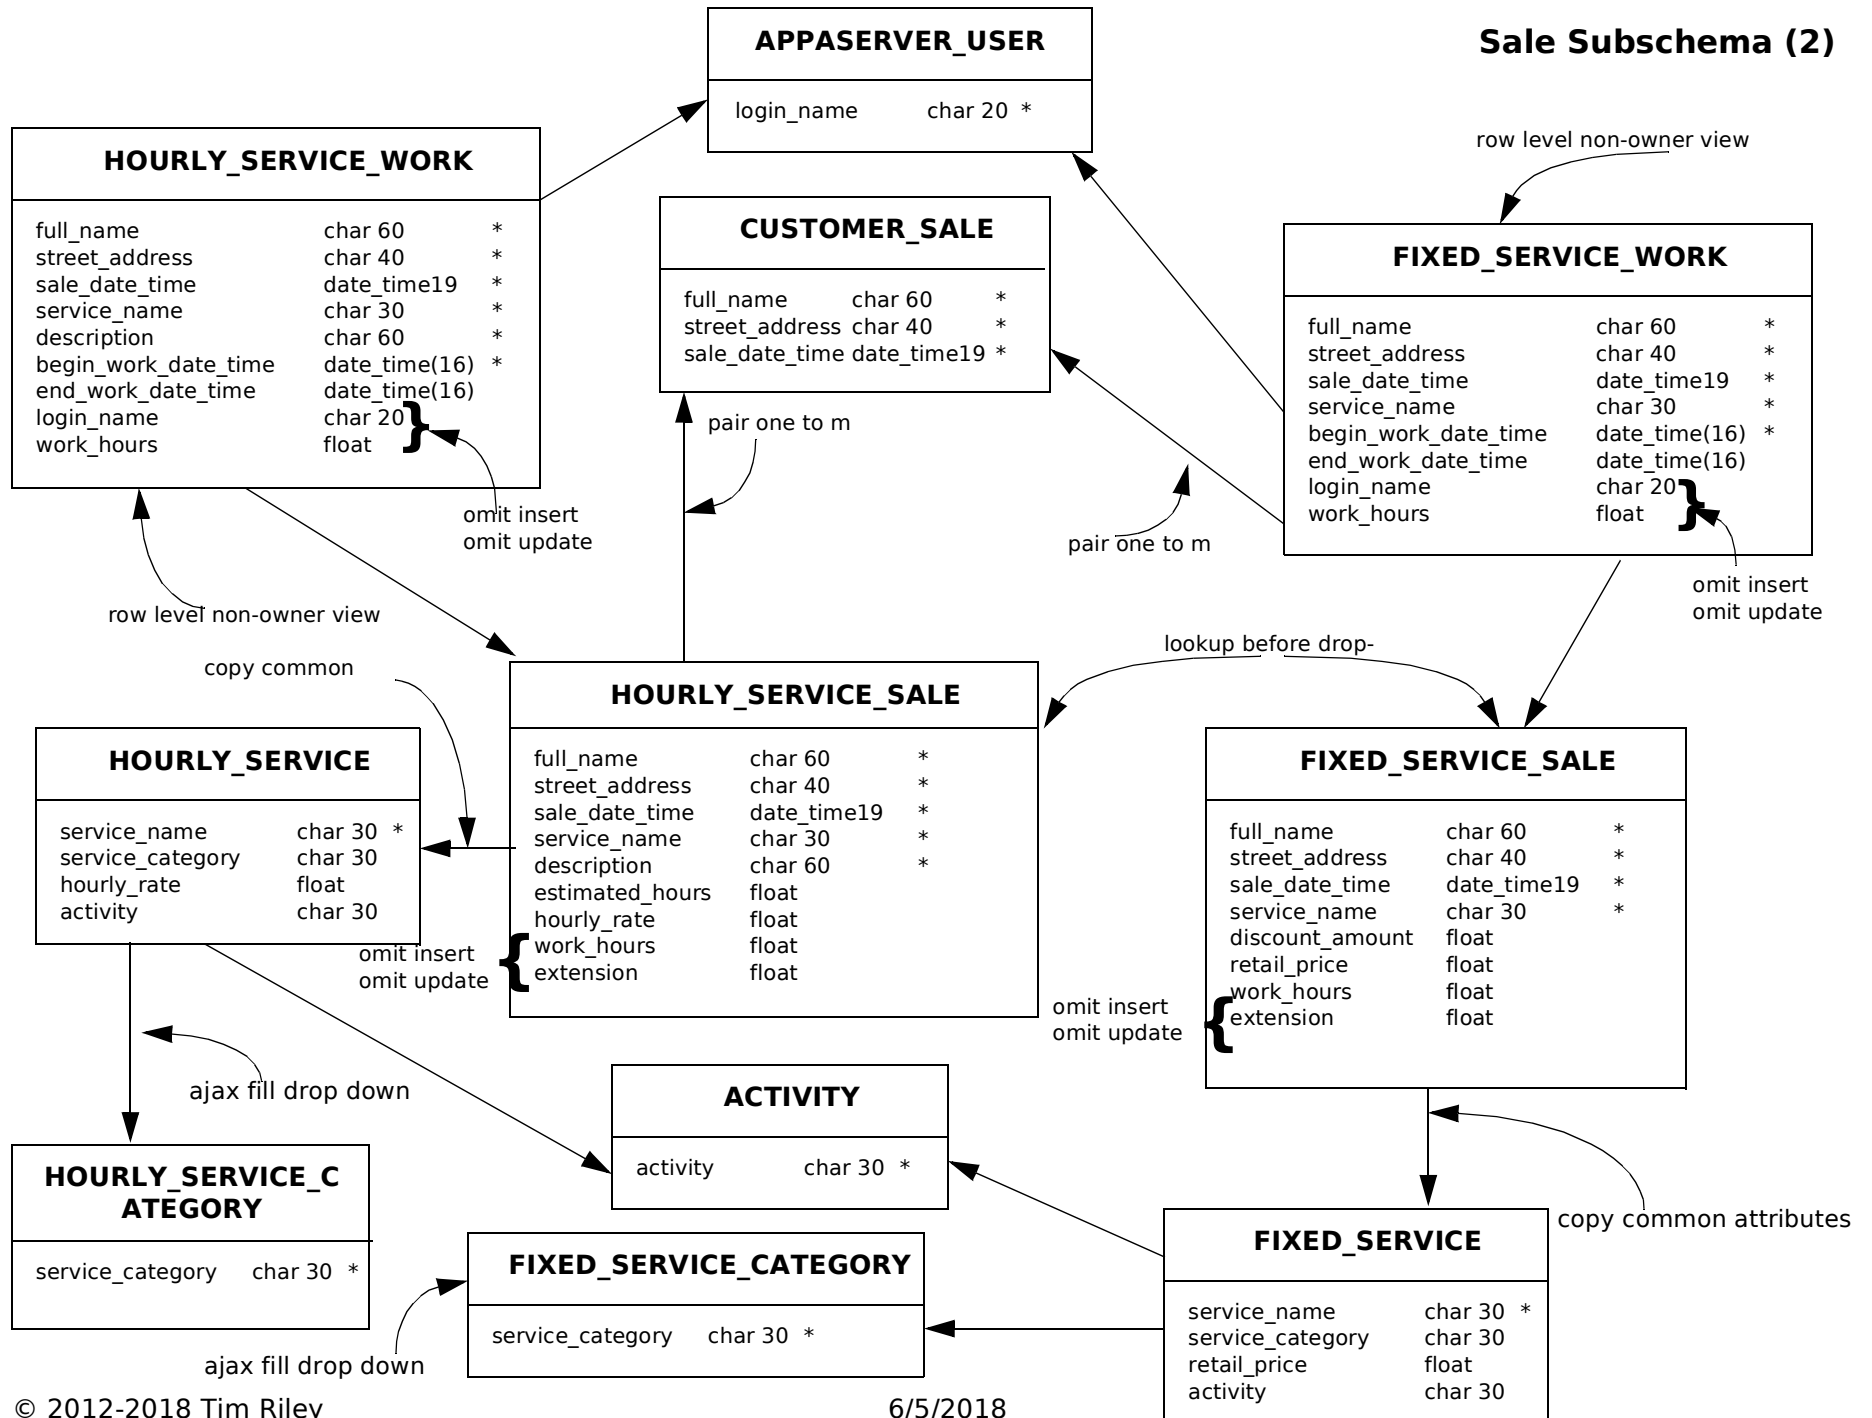 Sale Subschema (2)
APPASERVER_USER
login_name char 20 *
HOURLY_SERVICE_WORK
full_name char 60 *
street_address char 40 *
sale_date_time date_time19 *
service_name char 30 *
description char 60 *
begin_work_date_time date_time(16) *
end_work_date_time date_time(16)
login_name char 20
work_hours float
}
omit insert
omit update
row level non-owner view
CUSTOMER_SALE
full_name char 60 *
street_address char 40 *
sale_date_time date_time19 *
pair one to m
row level non-owner view
FIXED_SERVICE_WORK
full_name char 60 *
street_address char 40 *
sale_date_time date_time19 *
service_name char 30 *
begin_work_date_time date_time(16) *
end_work_date_time date_time(16)
login_name char 20
work_hours float
}
omit insert
omit update
pair one to m
lookup before drop-
copy common
HOURLY_SERVICE_SALE
full_name char 60 *
street_address char 40 *
sale_date_time date_time19 *
service_name char 30 *
description char 60 *
estimated_hours float
hourly_rate float
work_hours float
extension float
{
omit insert
omit update
HOURLY_SERVICE
service_name char 30 *
service_category char 30
hourly_rate float
activity char 30
FIXED_SERVICE_SALE
full_name char 60 *
street_address char 40 *
sale_date_time date_time19 *
service_name char 30 *
discount_amount float
retail_price float
work_hours float
extension float
{
omit insert
omit update
ajax fill drop down
ACTIVITY
activity char 30 *
HOURLY_SERVICE_C
ATEGORY
service_category char 30 *
FIXED_SERVICE_CATEGORY
service_category char 30 *
ajax fill drop down
copy common attributes
FIXED_SERVICE
service_name char 30 *
service_category char 30
retail_price float
activity char 30
© 2012-2018 Tim Riley
6/5/2018